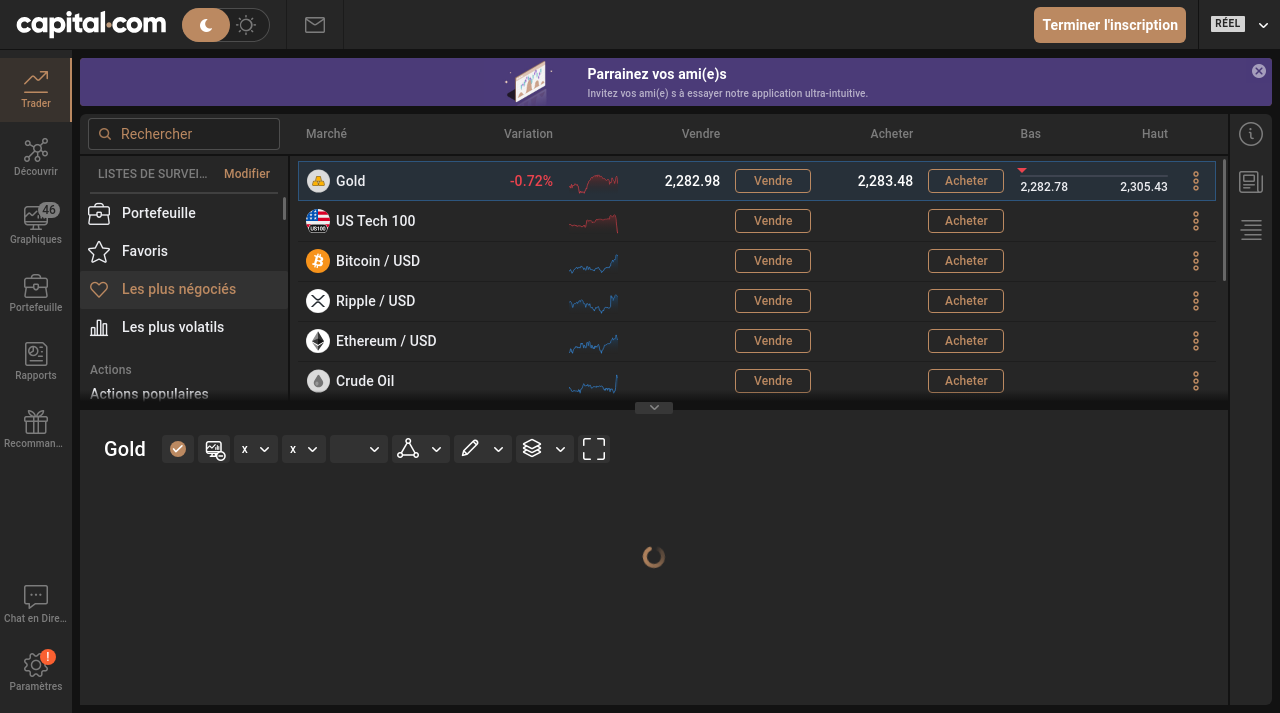 capital.com
Terminer l'inscription
RÉEL
Parrainez vos ami(e)s
Invitez vos ami(e) s à essayer notre application ultra-intuitive.
Trader
Découvrir
46
Graphiques
Portefeuille
Rapports
Recomman...
Chat en Dire...
!
Paramètres
Rechercher
LISTES DE SURVEI... Modifier
Portefeuille
Favoris
Les plus négociés
Les plus volatils
Actions
Actions populaires
Marché Variation Vendre Acheter Bas Haut
Gold -0.72% 2,282.98 Vendre 2,283.48 Acheter 2,282.78 2,305.43
US100 US Tech 100 Vendre Acheter
Bitcoin / USD Vendre Acheter
Ripple / USD Vendre Acheter
Ethereum / USD Vendre Acheter
Crude Oil Vendre Acheter
Gold x x